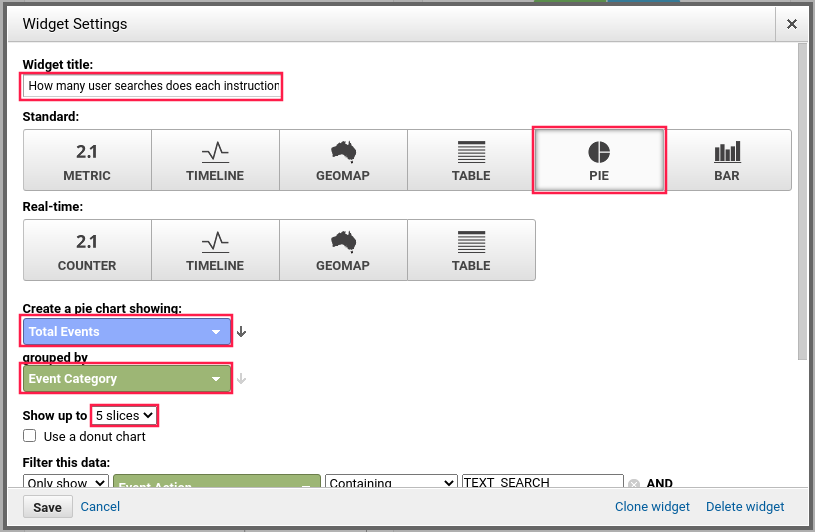 Widget Settings
Widget title:
How many user searches does each instruction
Standard:
2.1
METRIC TIMELINE GEOMAP TABLE PIE BAR
Real-time:
2.1
COUNTER TIMELINE GEOMAP TABLE
Create a pie chart showing:
Total Events
grouped by
Event Category
Show up to 5 slices
Use a donut chart
Filter this data:
Only show Event Action Containing TEXT_SEARCH AND
Save Cancel Clone widget Delete widget